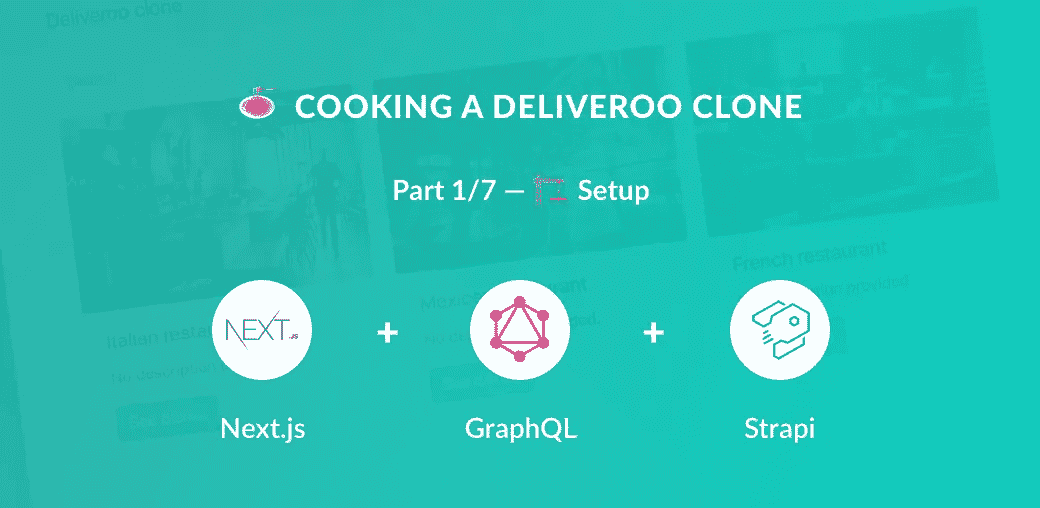 Deliveroo clone
COOKING A DELIVEROO CLONE
Part 1/7 — Setup
French restaurant
NEXT.JS
+
+
Next.js
GraphQL
Strapi